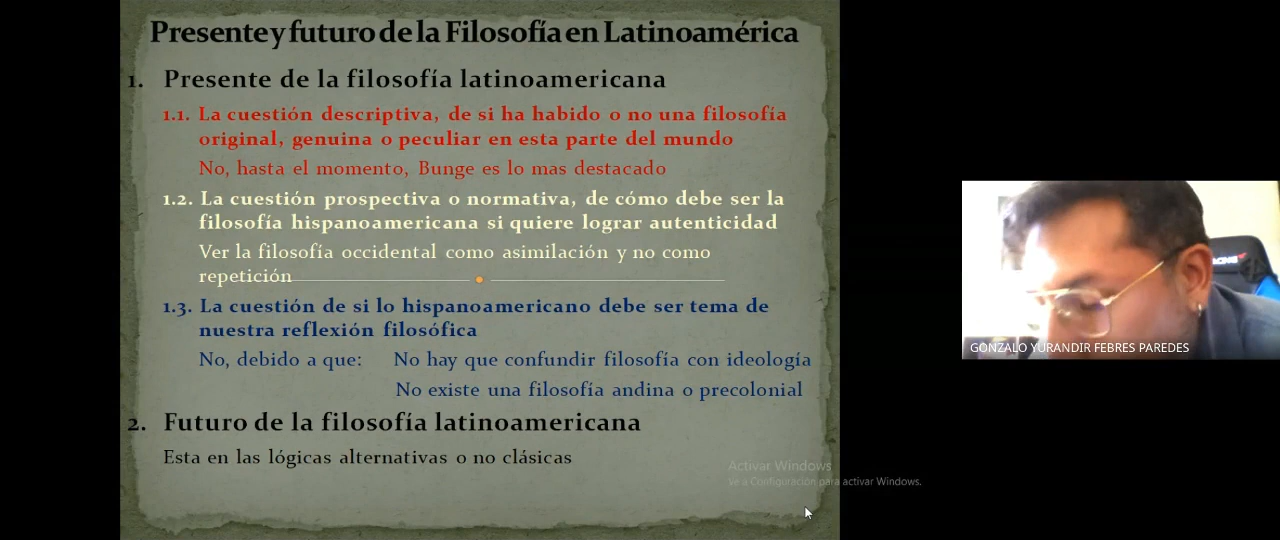 Presente y futuro de la Filosofía en Latinoamérica
1. Presente de la filosofía latinoamericana
1.1. La cuestión descriptiva, de si ha habido o no una filosofía
original, genuina o peculiar en esta parte del mundo
No, hasta el momento, Bunge es lo mas destacado
1.2. La cuestión prospectiva o normativa, de cómo debe ser la
filosofía hispanoamericana si quiere lograr autenticidad
Ver la filosofía occidental como asimilación y no como
repetición
1.3. La cuestión de si lo hispanoamericano debe ser tema de
nuestra reflexión filosófica
No, debido a que: No hay que confundir filosofía con ideología
No existe una filosofía andina o precolonial
2. Futuro de la filosofía latinoamericana
Esta en las lógicas alternativas o no clásicas
Activar Windows
Ve a Configuración para activar Windows.
GONZALO YURANDIR FEBRES PAREDES